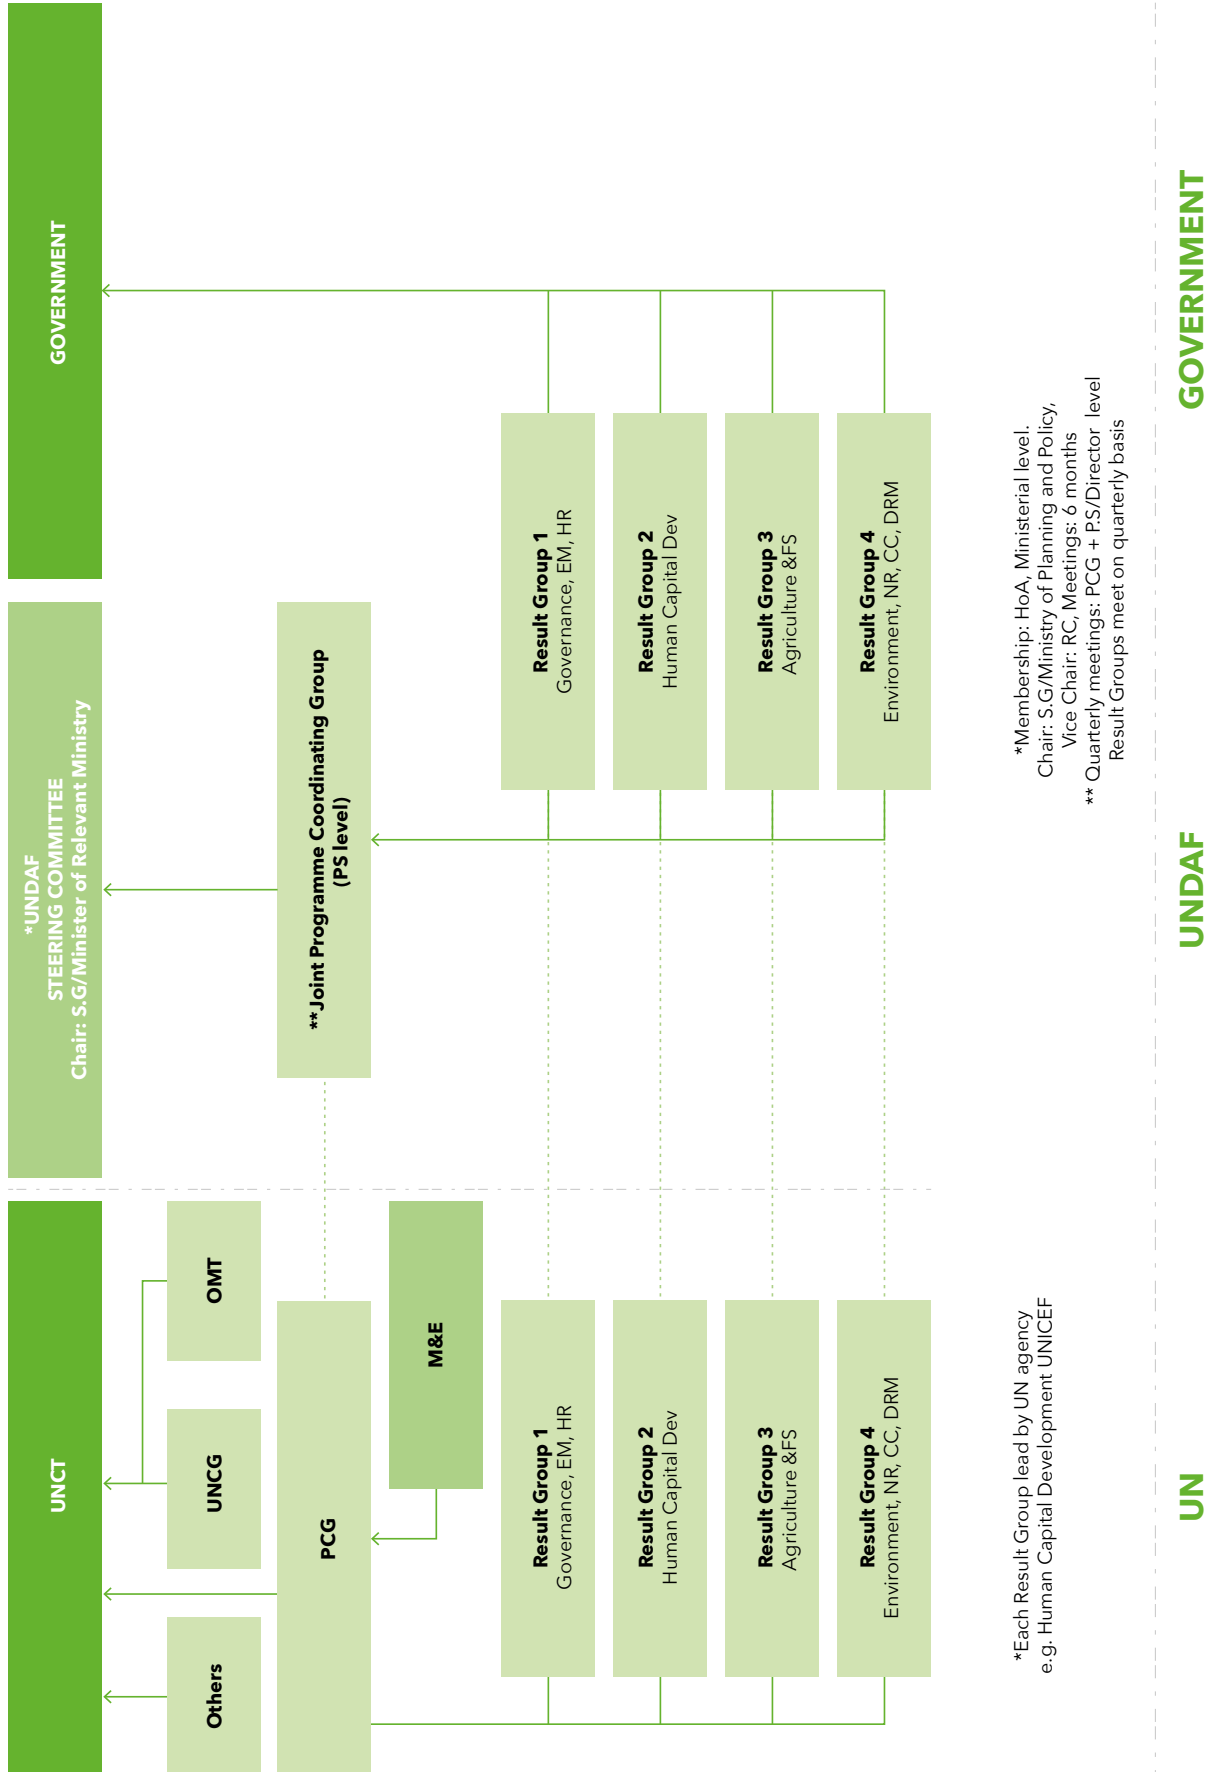 UNCT
*UNDAF
STEERING COMMITTEE
Chair: S.G/Minister of Relevant Ministry
GOVERNMENT
Others
UNCG
OMT
PCG
**Joint Programme Coordinating Group
(PS level)
M&E
Result Group 1
Governance, EM, HR
Result Group 1
Governance, EM, HR
Result Group 2
Human Capital Dev
Result Group 2
Human Capital Dev
Result Group 3
Agriculture &FS
Result Group 3
Agriculture &FS
Result Group 4
Environment, NR, CC, DRM
Result Group 4
Environment, NR, CC, DRM
*Each Result Group lead by UN agency
e.g. Human Capital Development UNICEF
*Membership: HoA, Ministerial level.
Chair: S.G/Ministry of Planning and Policy,
Vice Chair: RC, Meetings: 6 months
** Quarterly meetings: PCG + P.S/Director level
Result Groups meet on quarterly basis
UN
UNDAF
GOVERNMENT